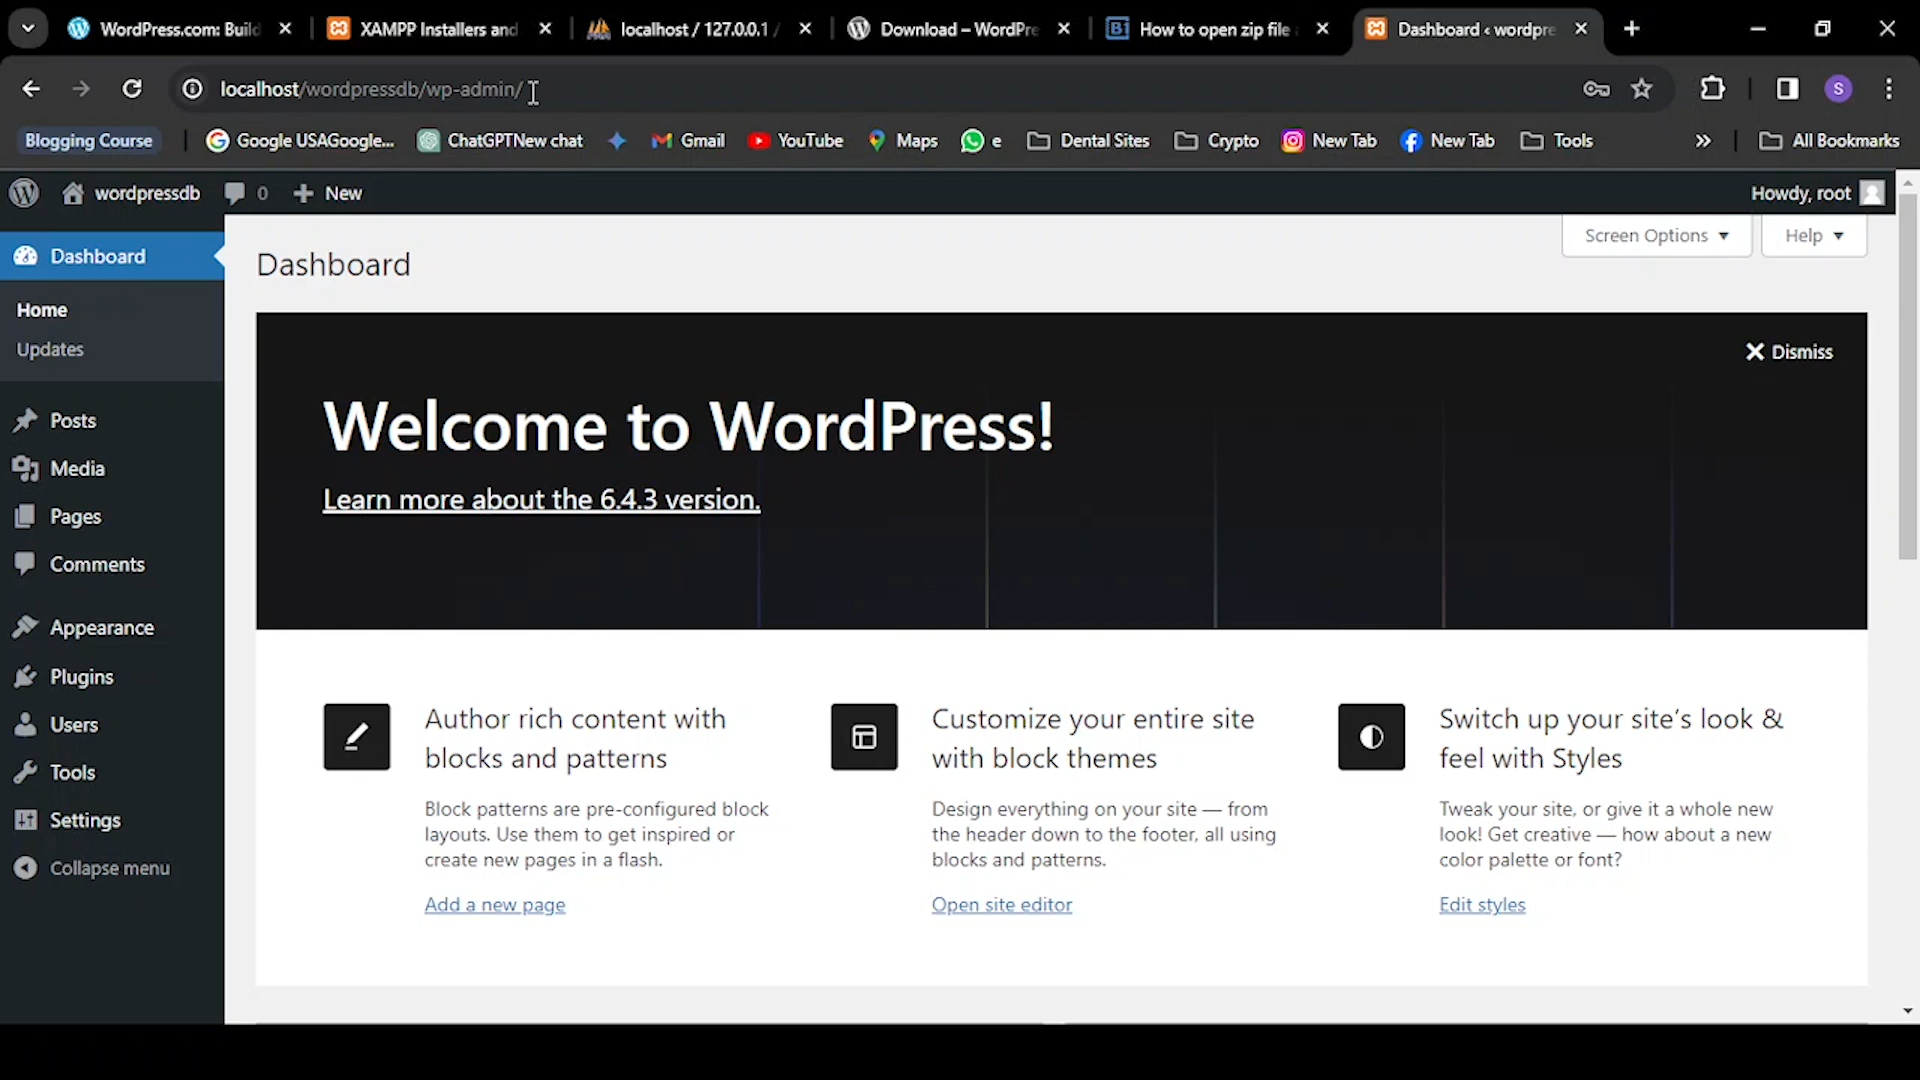 WordPress.com: Build
XAMPP Installers and
localhost / 127.0.0.1 /
Download – WordPre
How to open zip file
Dashboard ‹ wordpre
localhost/wordpressdb/wp-admin/
S
Blogging Course
Google USAGoogle...
ChatGPTNew chat
Gmail
YouTube
Maps
e
Dental Sites
Crypto
New Tab
New Tab
Tools
»
All Bookmarks
wordpressdb
0
New
Howdy, root
Dashboard
Home
Updates
Posts
Media
Pages
Comments
Appearance
Plugins
Users
Tools
Settings
Collapse menu
Screen Options
Help
Dashboard
Dismiss
Welcome to WordPress!
Learn more about the 6.4.3 version.
Author rich content with
blocks and patterns
Block patterns are pre-configured block
layouts. Use them to get inspired or
create new pages in a flash.
Add a new page
Customize your entire site
with block themes
Design everything on your site — from
the header down to the footer, all using
blocks and patterns.
Open site editor
Switch up your site's look &
feel with Styles
Tweak your site, or give it a whole new
look! Get creative — how about a new
color palette or font?
Edit styles